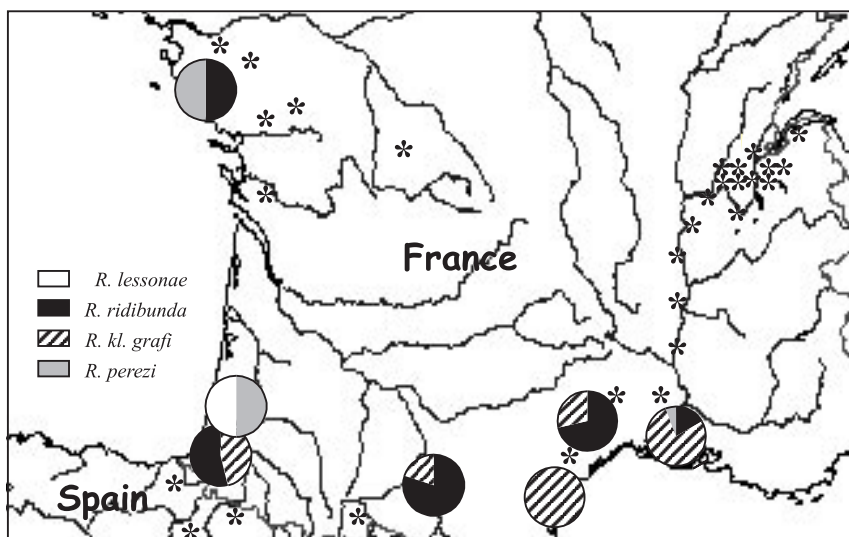 France
R. lessonae
R. ridibunda
R. kl. grafi
R. perezi
Spain